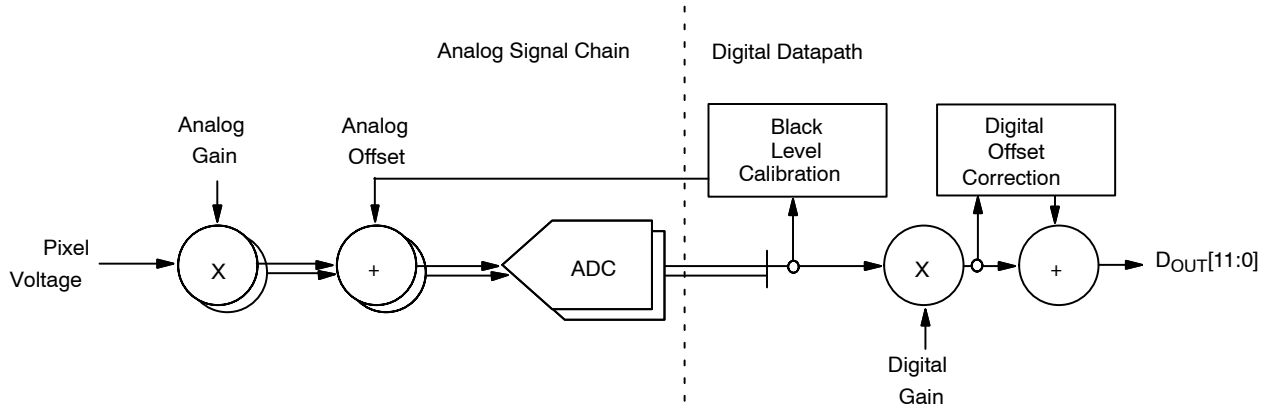 Analog Signal Chain
Digital Datapath
Analog
Gain
Analog
Offset
Black
Level
Calibration
Digital
Offset
Correction
Pixel
Voltage
X
+
ADC
X
+
DOUT[11:0]
Digital
Gain